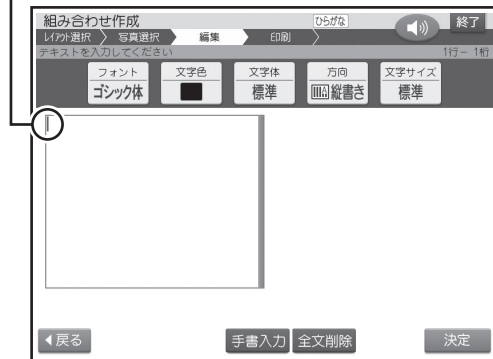 組み合わせ作成 ひらがな 終了
レイアウト選択 〉 写真選択 編集 印刷 〉
テキストを入力してください 1行− 1桁
フォント 文字色 文字体 方向 文字サイズ
ゴシック体 標準 縦書き 標準
戻る 手書入力 全文削除 決定